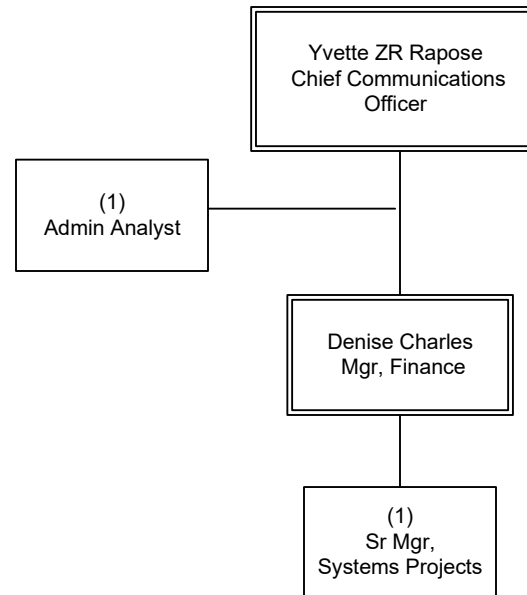 Yvette ZR Rapose
Chief Communications
Officer
(1)
Admin Analyst
Denise Charles
Mgr, Finance
(1)
Sr Mgr,
Systems Projects